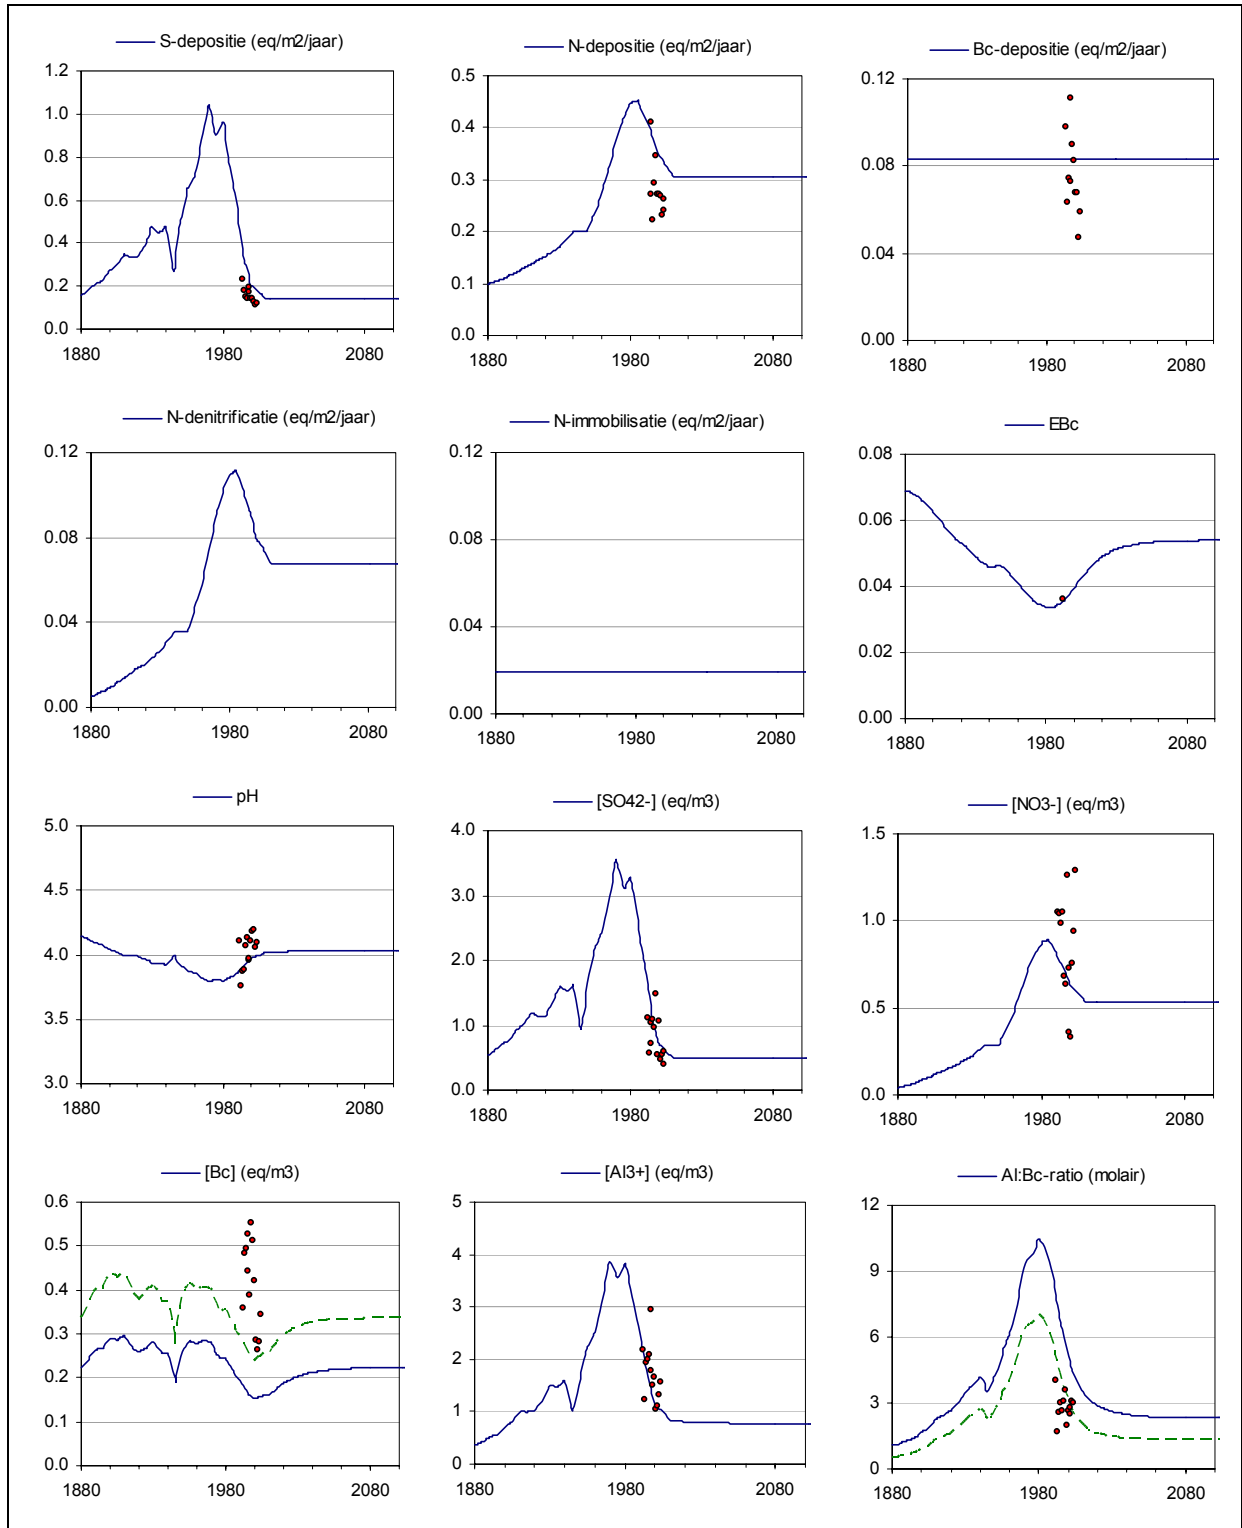 S-depositie (eq/m2/jaar)
1.2
1.0
0.8
0.6
0.4
0.2
0.0
1880 1980 2080
N-depositie (eq/m2/jaar)
0.5
0.4
0.3
0.2
0.1
0.0
1880 1980 2080
Bc-depositie (eq/m2/jaar)
0.12
0.08
0.04
0.00
1880 1980 2080
N-denitrificatie (eq/m2/jaar)
0.12
0.08
0.04
0.00
1880 1980 2080
N-immobilisatie (eq/m2/jaar)
0.12
0.08
0.04
0.00
1880 1980 2080
EBc
0.08
0.06
0.04
0.02
0.00
1880 1980 2080
pH
5.0
4.5
4.0
3.5
3.0
1880 1980 2080
[SO42-] (eq/m3)
4.0
3.0
2.0
1.0
0.0
1880 1980 2080
[NO3-] (eq/m3)
1.5
1.0
0.5
0.0
1880 1980 2080
[Bc] (eq/m3)
0.6
0.5
0.4
0.3
0.2
0.1
0.0
1880 1980 2080
[Al3+] (eq/m3)
5
4
3
2
1
0
1880 1980 2080
Al:Bc-ratio (molair)
12
9
6
3
0
1880 1980 2080